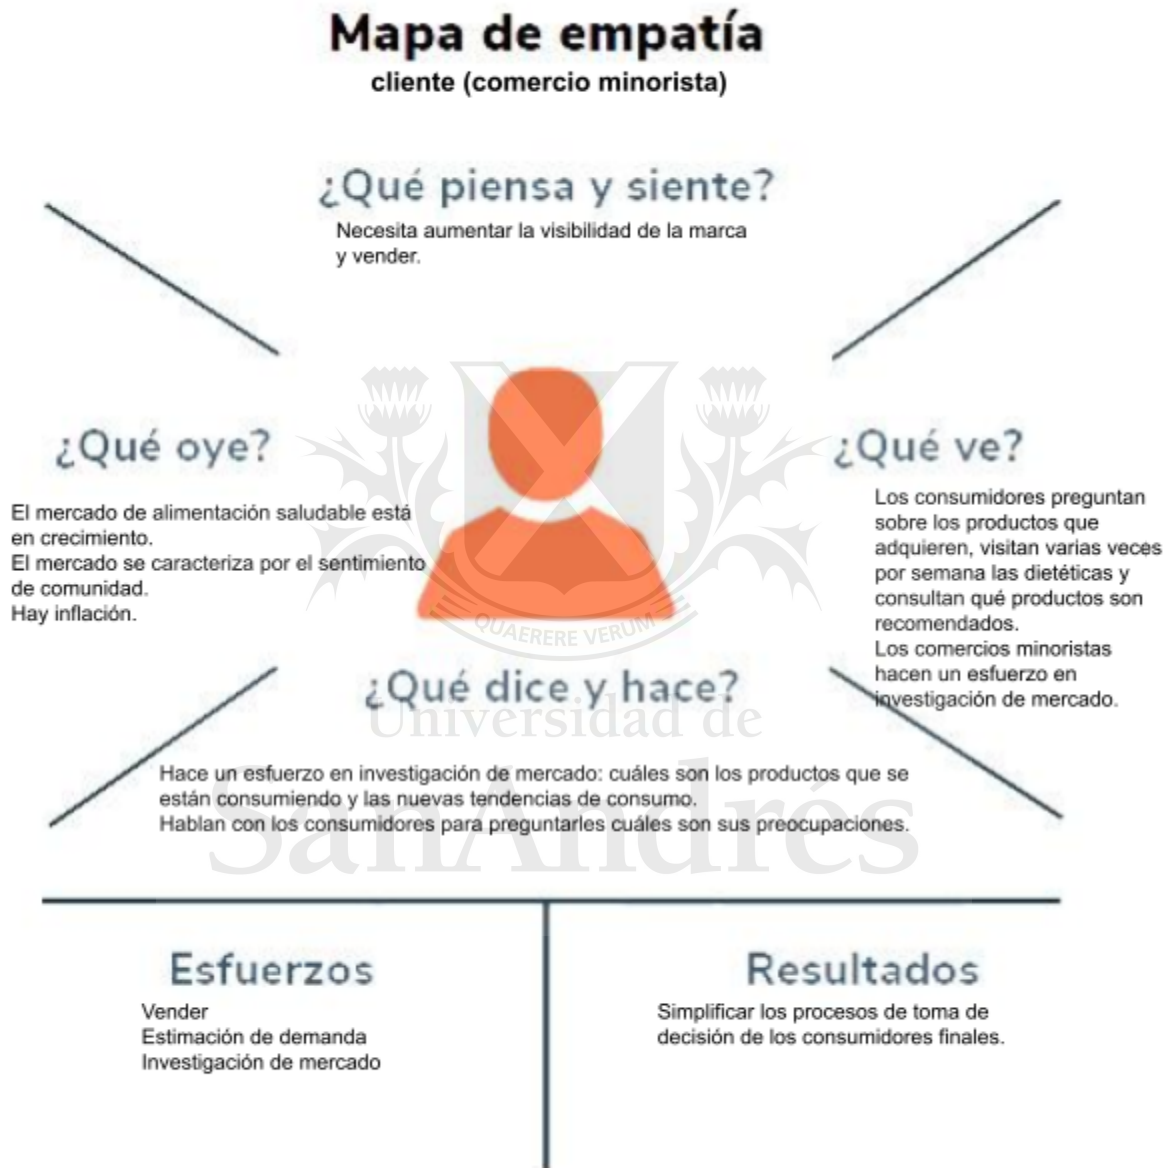 Mapa de empatía
cliente (comercio minorista)
¿Qué piensa y siente?
Necesita aumentar la visibilidad de la marca
y vender.
¿Qué oye?
El mercado de alimentación saludable está
en crecimiento.
El mercado se caracteriza por el sentimiento
de comunidad.
Hay inflación.
¿Qué ve?
Los consumidores preguntan
sobre los productos que
adquieren, visitan varias veces
por semana las dietéticas y
consultan qué productos son
recomendados.
Los comercios minoristas
hacen un esfuerzo en
investigación de mercado.
QUAERERE VERUM
¿Qué dice y hace?
Universidad de
SanAndrés
Hace un esfuerzo en investigación de mercado: cuáles son los productos que se
están consumiendo y las nuevas tendencias de consumo.
Hablan con los consumidores para preguntarles cuáles son sus preocupaciones.
Esfuerzos
Vender
Estimación de demanda
Investigación de mercado
Resultados
Simplificar los procesos de toma de
decisión de los consumidores finales.